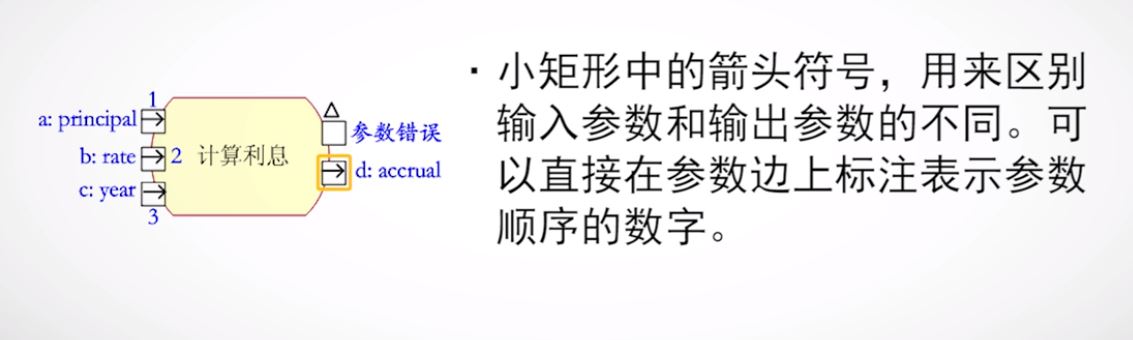 1
a: principal
b: rate
2
c: year
3
计算利息
参数错误
d: accrual
· 小矩形中的箭头符号，用来区别
输入参数和输出参数的不同。可
以直接在参数边上标注表示参数
顺序的数字。